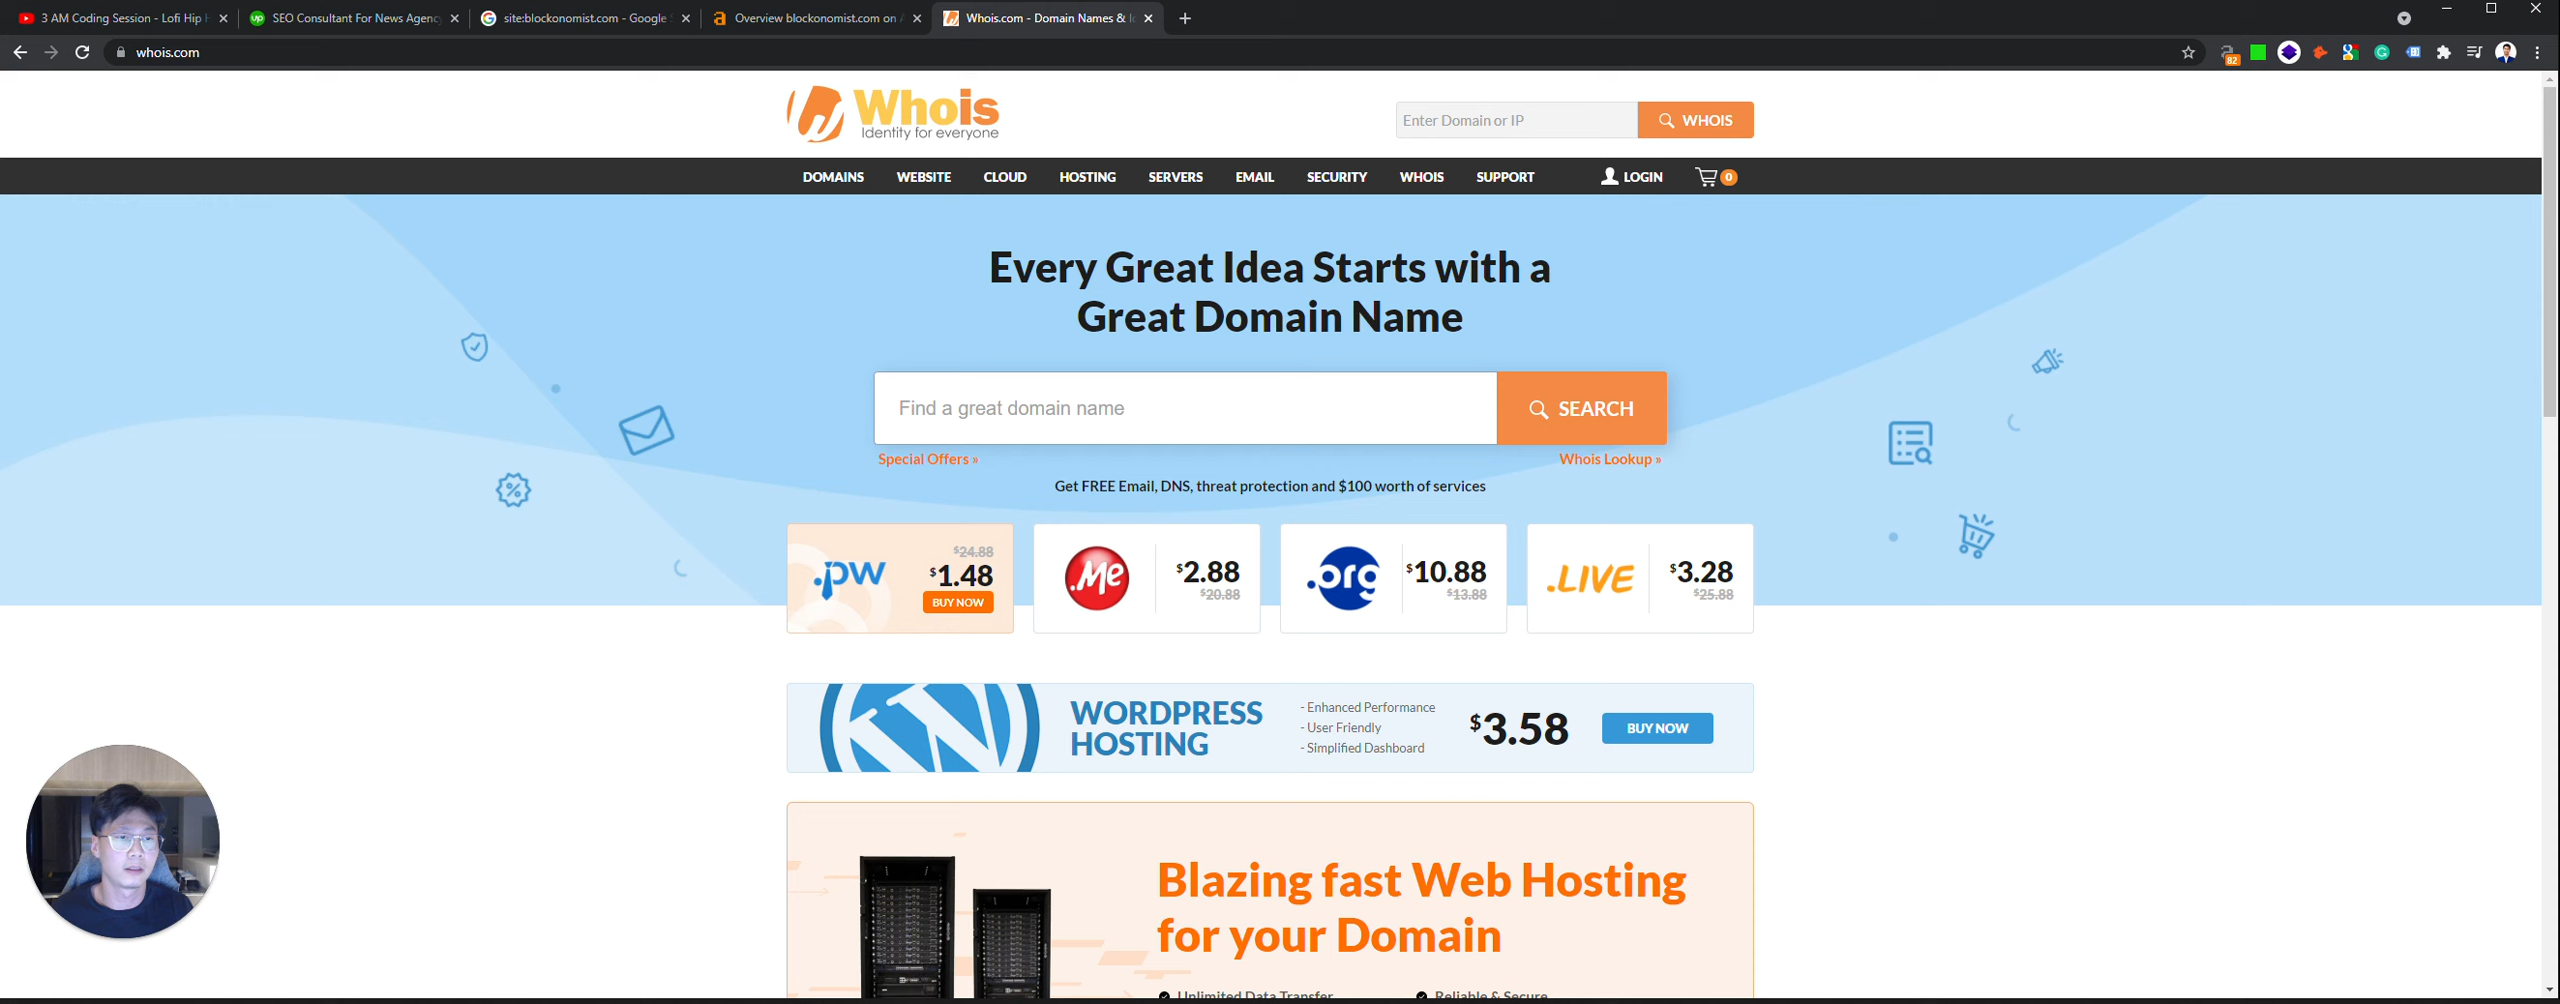 3 AM Coding Session - Lofi Hip
SEO Consultant For News Agency
site:blockonomist.com - Google
Overview blockonomist.com on
Whois.com - Domain Names &
whois.com
82
Whois
Identity for everyone
Enter Domain or IP
WHOIS
DOMAINS WEBSITE CLOUD HOSTING SERVERS EMAIL SECURITY WHOIS SUPPORT LOGIN 0
Every Great Idea Starts with a
Great Domain Name
Find a great domain name
SEARCH
Special Offers »
Whois Lookup »
Get FREE Email, DNS, threat protection and $100 worth of services
.pw
$24.88
$1.48
BUY NOW
.Me
$2.88
$20.88
.org
$10.88
$13.88
.LIVE
$3.28
$25.88
WORDPRESS
HOSTING
- Enhanced Performance
- User Friendly
- Simplified Dashboard
$3.58
BUY NOW
Blazing fast Web Hosting
for your Domain
Unlimited Data Transfer
Reliable & Secure